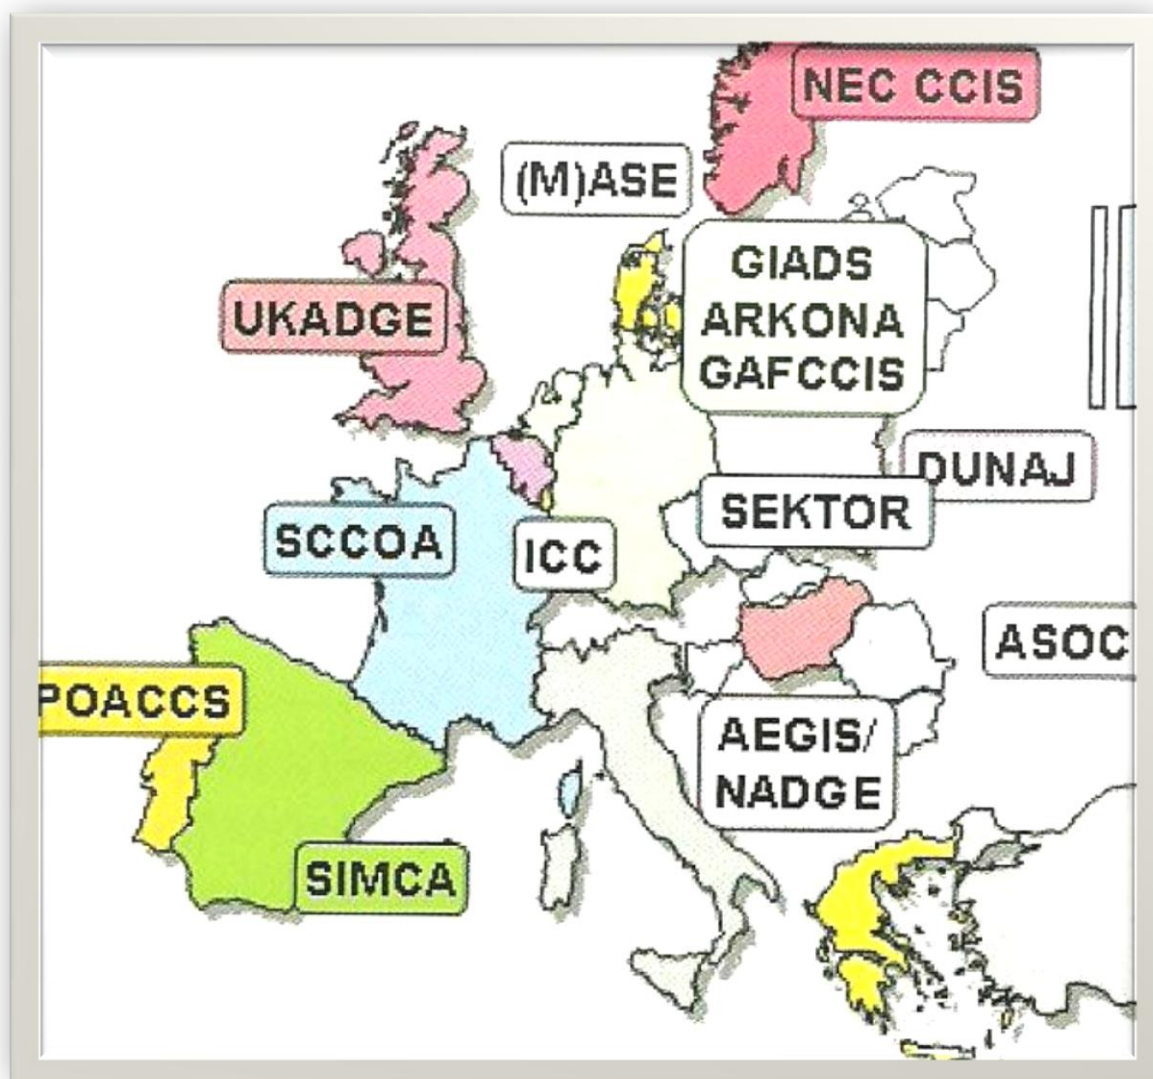 NEC CCIS
(M)ASE
GIADS
ARKONA
GAFCCIS
UKADGE
DUNAJ
SEKTOR
SCCOA
ICC
ASOC
POACCS
AEGIS/
NADGE
SIMCA